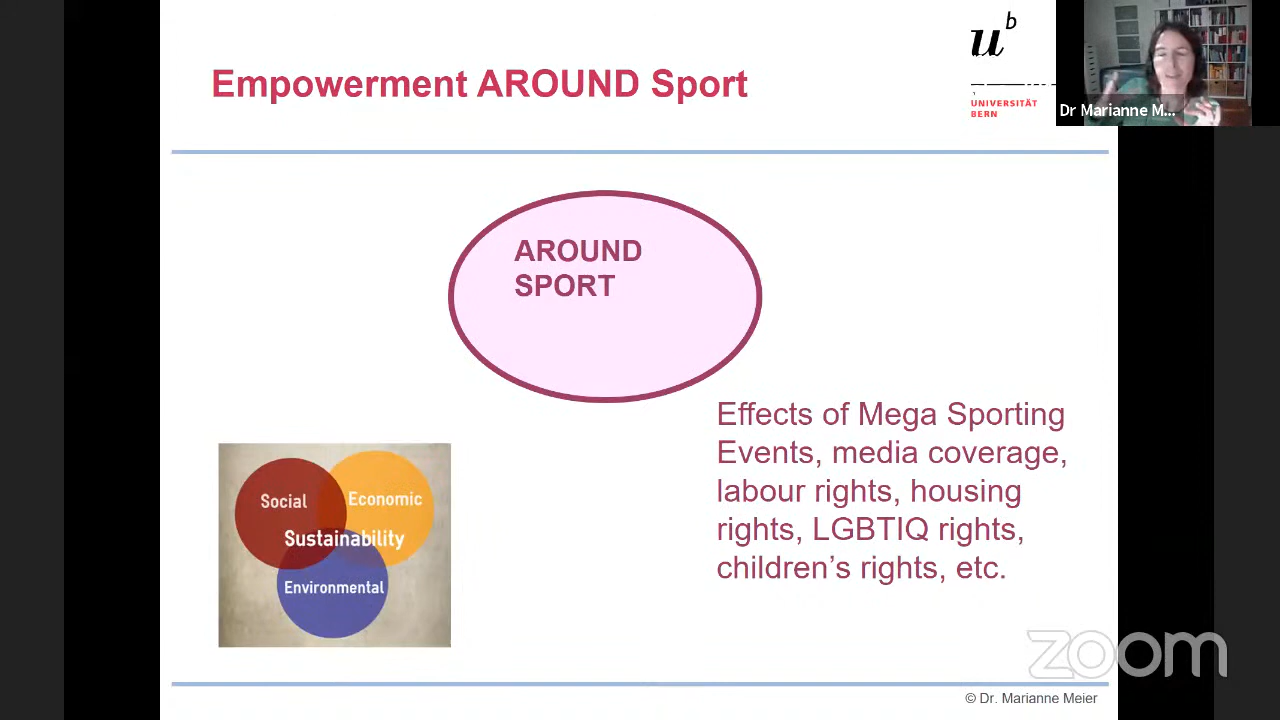 Empowerment AROUND Sport
u
b
UNIVERSITÄT
BERN
Dr Marianne M...
AROUND
SPORT
Effects of Mega Sporting
Events, media coverage,
labour rights, housing
rights, LGBTIQ rights,
children's rights, etc.
Social
Economic
Sustainability
Environmental
zoom
© Dr. Marianne Meier